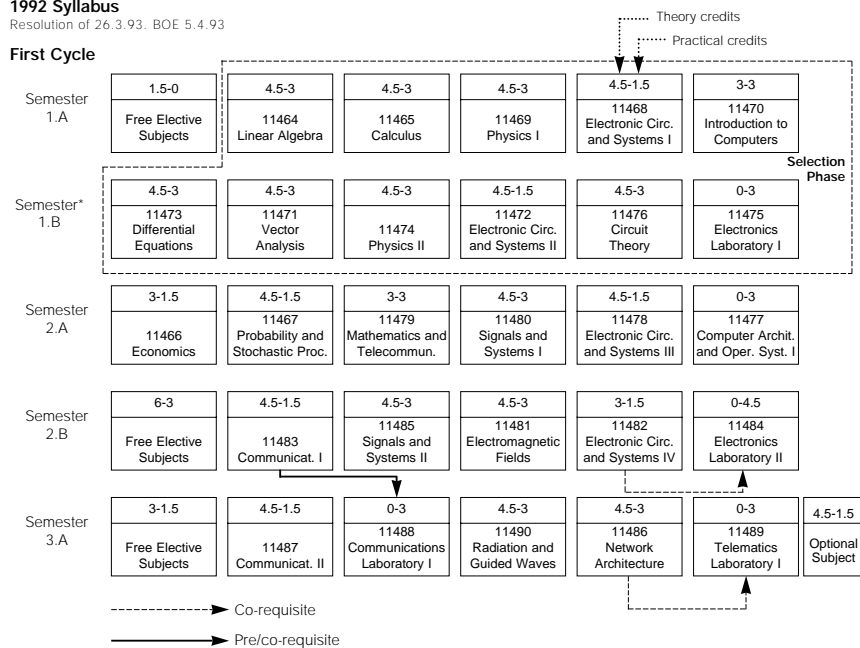 1992 Syllabus
Resolution of 26.3.93. BOE 5.4.93
Theory credits
Practical credits
First Cycle
Semester
1.A
1.5-0
Free Elective
Subjects
4.5-3
11464
Linear Algebra
4.5-3
11465
Calculus
4.5-3
11469
Physics I
4.5-1.5
11468
Electronic Circ.
and Systems I
3-3
11470
Introduction to
Computers
Selection
Phase
Semester*
1.B
4.5-3
11473
Differential
Equations
4.5-3
11471
Vector
Analysis
4.5-3
11474
Physics II
4.5-1.5
11472
Electronic Circ.
and Systems II
4.5-3
11476
Circuit
Theory
0-3
11475
Electronics
Laboratory I
Semester
2.A
3-1.5
11466
Economics
4.5-1.5
11467
Probability and
Stochastic Proc.
3-3
11479
Mathematics and
Telecommun.
4.5-3
11480
Signals and
Systems I
4.5-1.5
11478
Electronic Circ.
and Systems III
0-3
11477
Computer Archit.
and Oper. Syst. I
Semester
2.B
6-3
Free Elective
Subjects
4.5-1.5
11483
Communicat. I
4.5-3
11485
Signals and
Systems II
4.5-3
11481
Electromagnetic
Fields
3-1.5
11482
Electronic Circ.
and Systems IV
0-4.5
11484
Electronics
Laboratory II
Semester
3.A
3-1.5
Free Elective
Subjects
4.5-1.5
11487
Communicat. II
0-3
11488
Communications
Laboratory I
4.5-3
11490
Radiation and
Guided Waves
4.5-3
11486
Network
Architecture
0-3
11489
Telematics
Laboratory I
4.5-1.5
Optional
Subject
Co-requisite
Pre/co-requisite